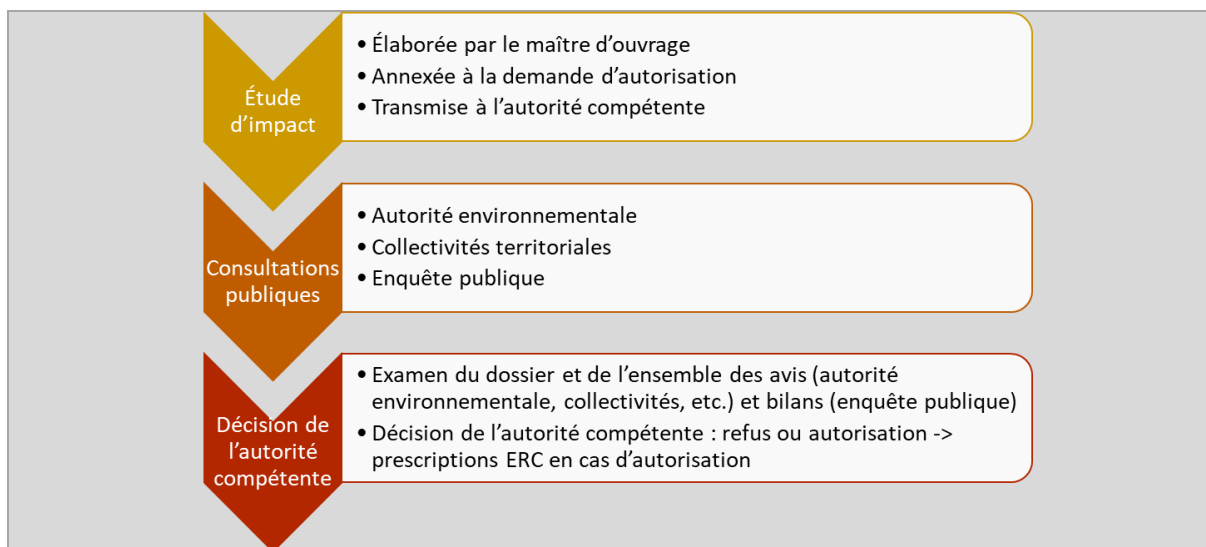 Étude
d’impact
• Élaborée par le maître d’ouvrage
• Annexée à la demande d’autorisation
• Transmise à l’autorité compétente
Consultations
publiques
• Autorité environnementale
• Collectivités territoriales
• Enquête publique
Décision de
l’autorité
compétente
• Examen du dossier et de l’ensemble des avis (autorité
environnementale, collectivités, etc.) et bilans (enquête publique)
• Décision de l’autorité compétente : refus ou autorisation ->
prescriptions ERC en cas d’autorisation